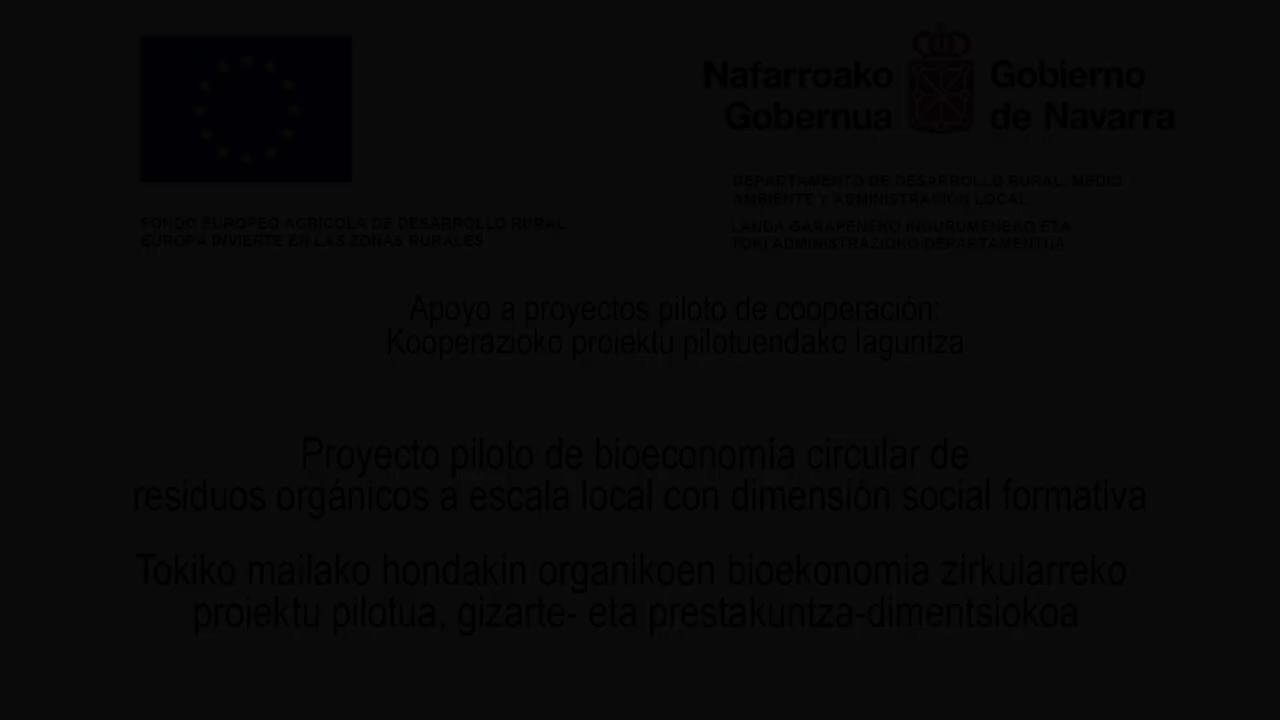 Nafarroako
Gobernua
Gobierno
de Navarra
FONDO EUROPEO AGRÍCOLA DE DESARROLLO RURAL:
EUROPA INVIERTE EN LAS ZONAS RURALES
DEPARTAMENTO DE DESARROLLO RURAL, MEDIO
AMBIENTE Y ADMINISTRACIÓN LOCAL
LANDA GARAPENEKO INGURUMENEKO ETA
TOKI ADMINISTRAZIOKO DEPARTAMENTUA
Apoyo a proyectos piloto de cooperación:
Kooperazioko proiektu pilotuendako laguntza
Proyecto piloto de bioeconomía circular de
residuos orgánicos a escala local con dimensión social formativa
Tokiko mailako hondakin organikoen bioekonomia zirkularreko
proiektu pilotua, gizarte- eta prestakuntza-dimentsiokoa